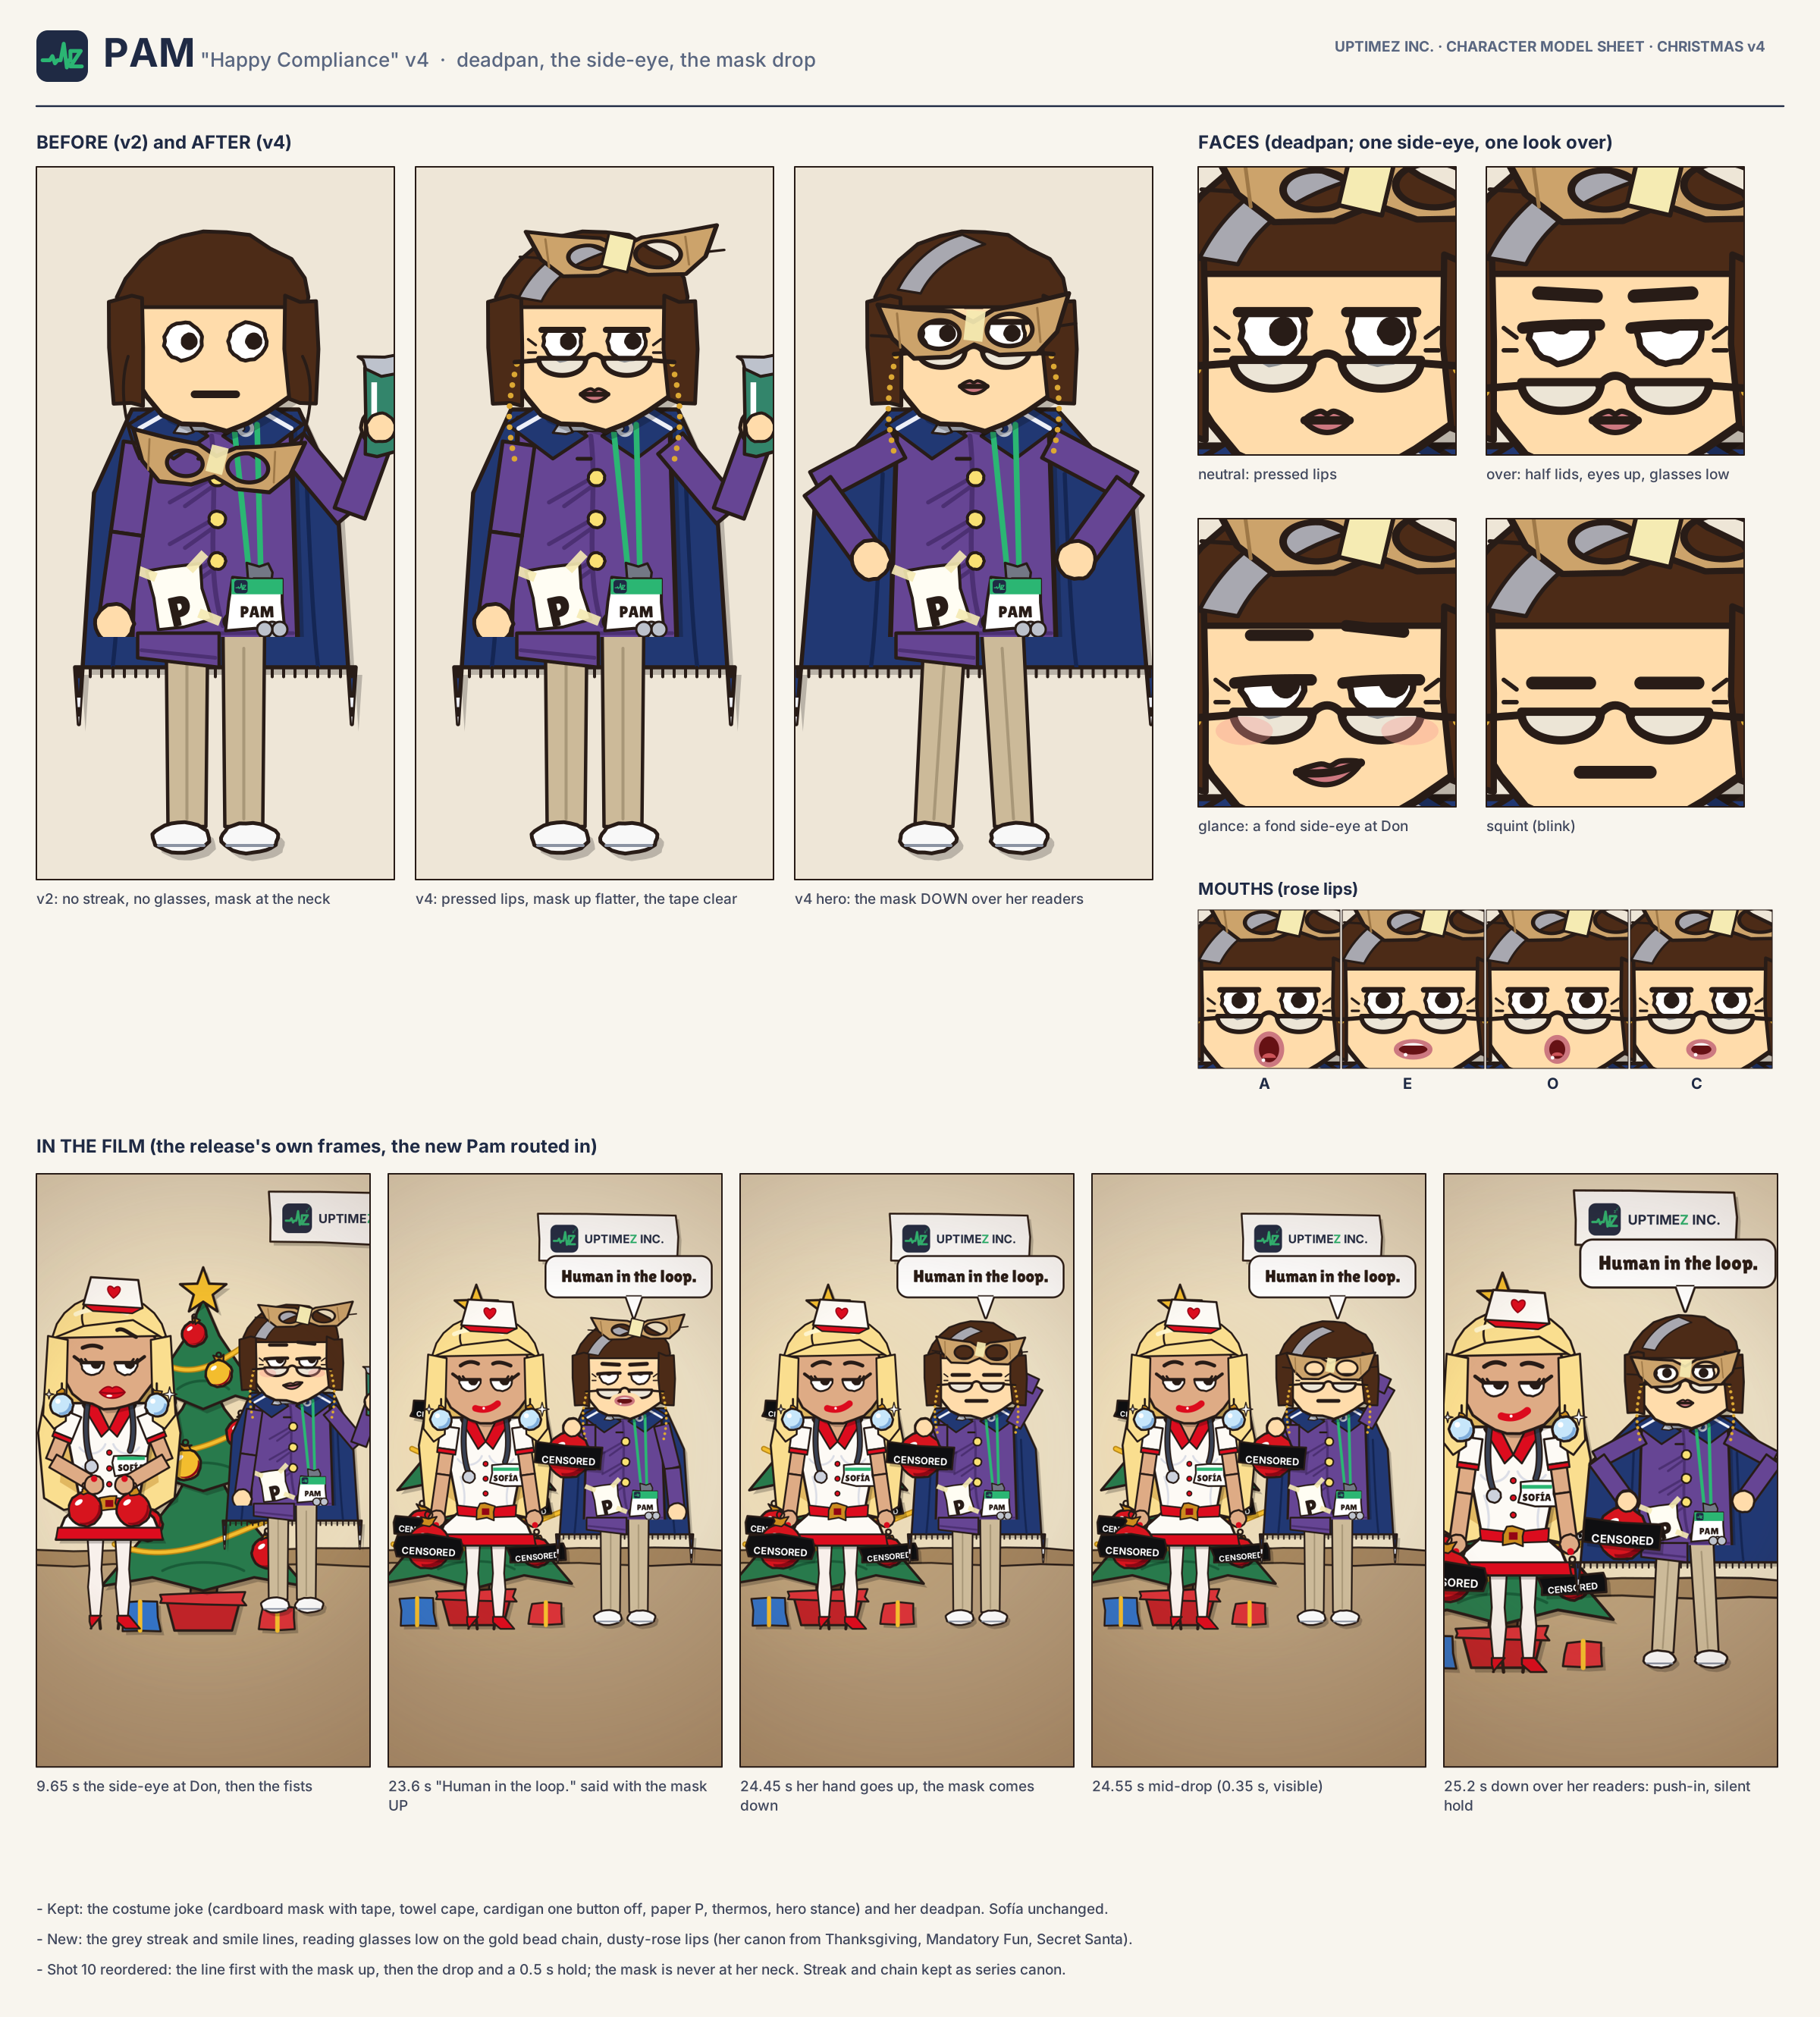 PAM "Happy Compliance" v4 · deadpan, the side-eye, the mask drop
UPTIMEZ INC. · CHARACTER MODEL SHEET · CHRISTMAS v4
BEFORE (v2) and AFTER (v4)
P
PAM
P
PAM
P
PAM
v2: no streak, no glasses, mask at the neck
v4: pressed lips, mask up flatter, the tape clear
v4 hero: the mask DOWN over her readers
FACES (deadpan; one side-eye, one look over)
neutral: pressed lips
over: half lids, eyes up, glasses low
glance: a fond side-eye at Don
squint (blink)
MOUTHS (rose lips)
A
E
O
C
IN THE FILM (the release's own frames, the new Pam routed in)
UPTIMEZ
SOFÍ
P
PAM
9.65 s the side-eye at Don, then the fists
UPTIMEZ INC.
Human in the loop.
CENSORED
SOFÍA
P
PAM
CEN
CENSORED
CENSORED
23.6 s "Human in the loop." said with the mask
UP
UPTIMEZ INC.
Human in the loop.
CENSORED
SOFÍA
P
PAM
CEN
CENSORED
CENSORED
24.45 s her hand goes up, the mask comes
down
UPTIMEZ INC.
Human in the loop.
CENSORED
SOFÍA
P
PAM
CEN
CENSORED
CENSORED
24.55 s mid-drop (0.35 s, visible)
UPTIMEZ INC.
Human in the loop.
SOFÍA
CENSORED
P
PAM
SORED
CENSORED
25.2 s down over her readers: push-in, silent
hold
- Kept: the costume joke (cardboard mask with tape, towel cape, cardigan one button off, paper P, thermos, hero stance) and her deadpan. Sofía unchanged.
- New: the grey streak and smile lines, reading glasses low on the gold bead chain, dusty-rose lips (her canon from Thanksgiving, Mandatory Fun, Secret Santa).
- Shot 10 reordered: the line first with the mask up, then the drop and a 0.5 s hold; the mask is never at her neck. Streak and chain kept as series canon.